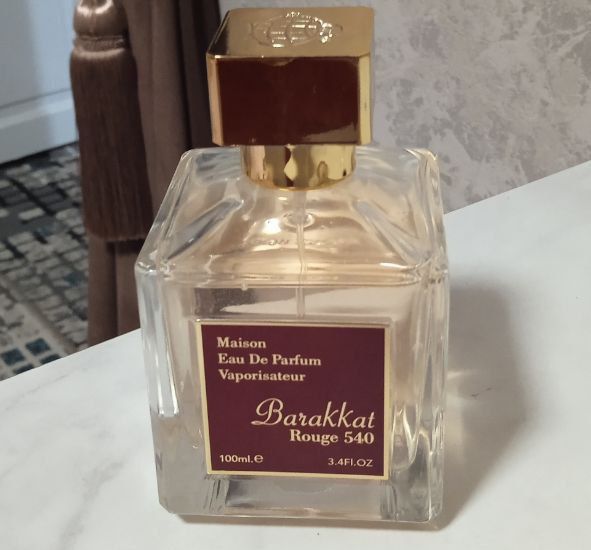 Maison
Eau De Parfum
Vaporisateur
Barakkat
Rouge 540
100ml.e 3.4Fl.OZ